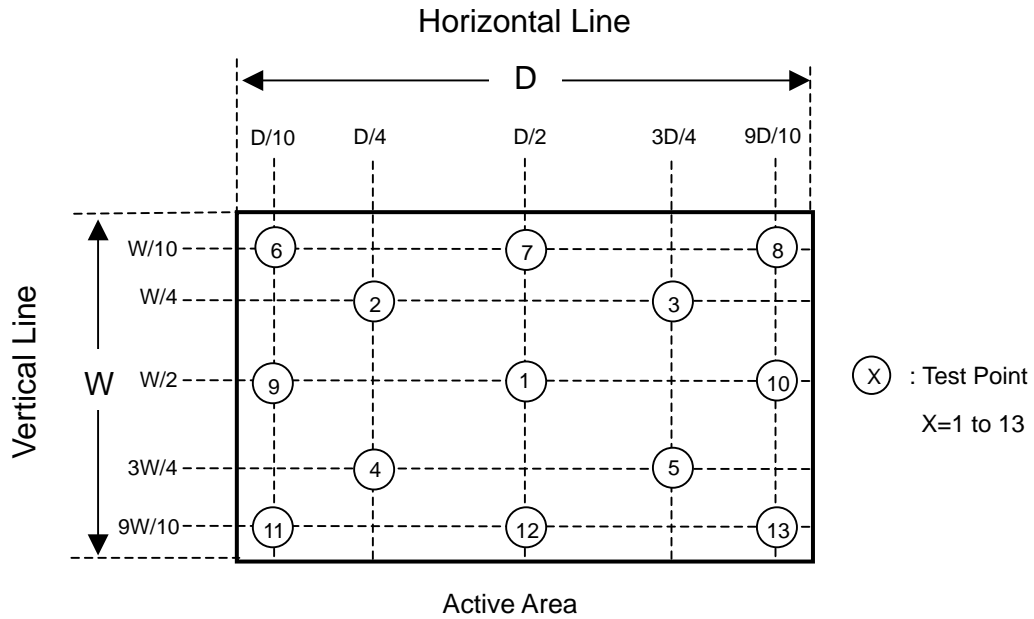 Horizontal Line
D
D/10 D/4 D/2 3D/4 9D/10
Vertical Line
W
W/10 6 7 8
W/4 2 3
W/2 9 1 10
X : Test Point
X=1 to 13
3W/4 4 5
9W/10 11 12 13
Active Area